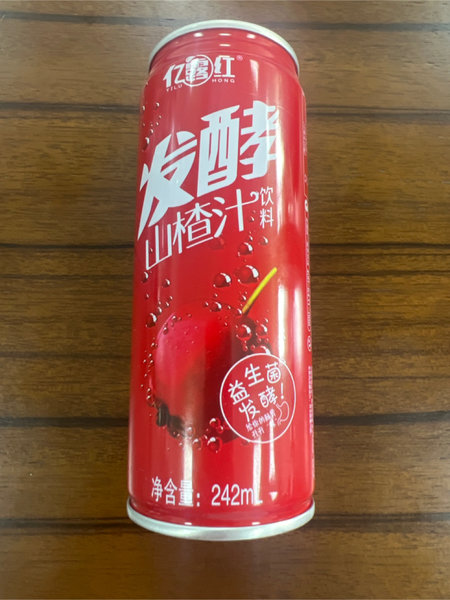 亿露红®
YILU HONG
发酵
山楂汁饮料
益生菌
发酵！
净含量：242mL